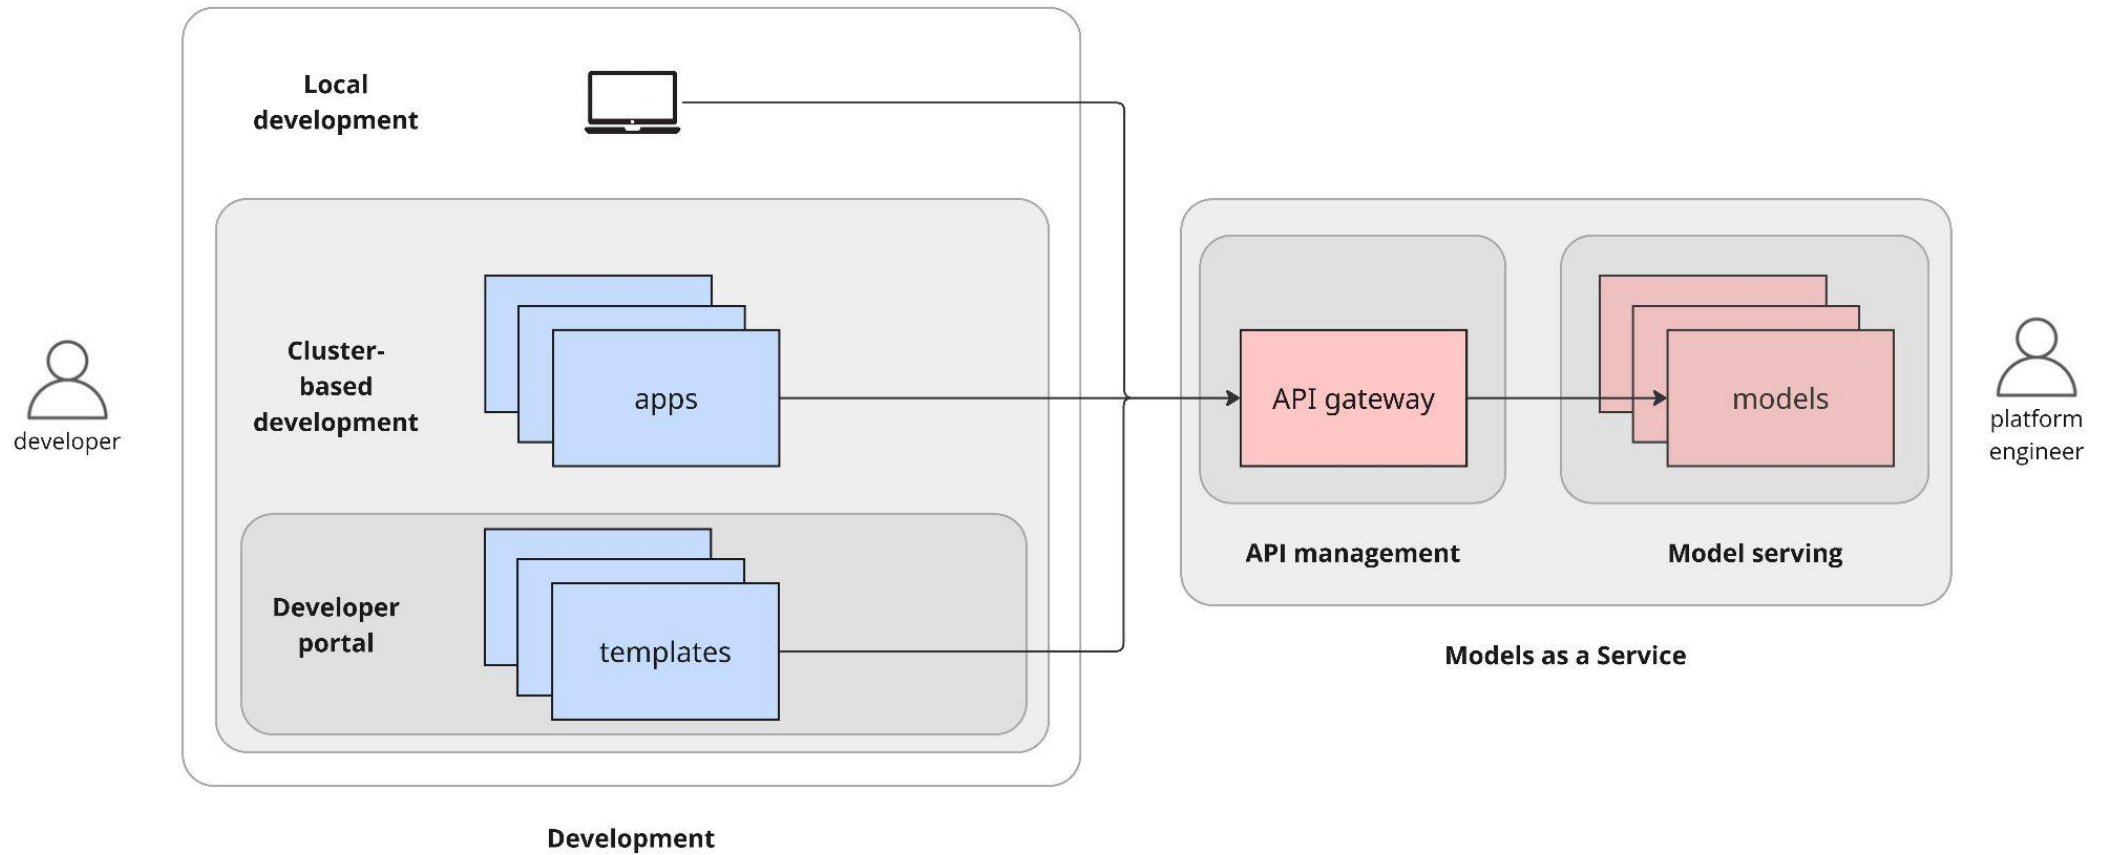 Local
development
Cluster-
based
development
apps
developer
Developer
portal
templates
Development
API gateway
models
API management
Model serving
Models as a Service
platform
engineer